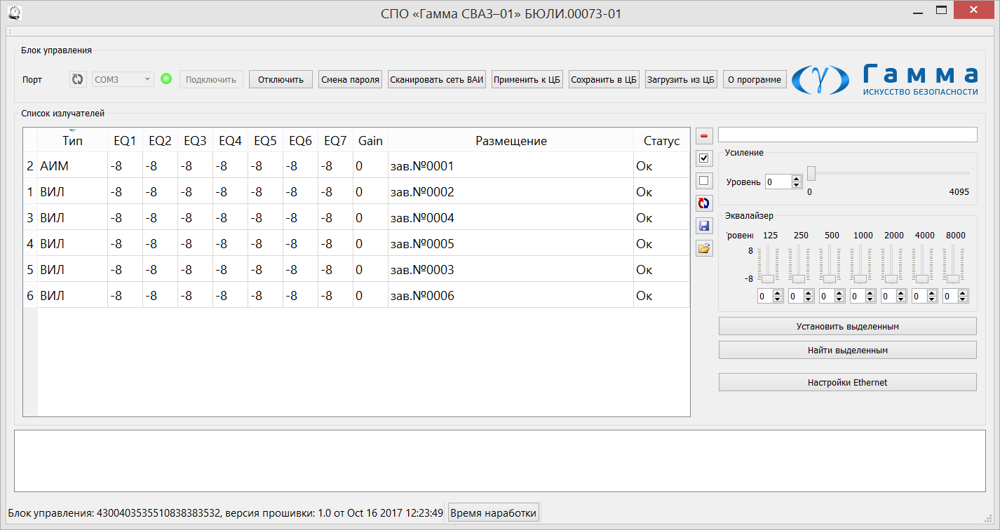 СПО «Гамма СВАЗ–01» БЮЛИ.00073-01
Блок управления
Порт COM3 Подключить Отключить Смена пароля Сканировать сеть ВАИ Применить к ЦБ Сохранить в ЦБ Загрузить из ЦБ О программе
Гамма
ИСКУССТВО БЕЗОПАСНОСТИ
Список излучателей
Тип EQ1 EQ2 EQ3 EQ4 EQ5 EQ6 EQ7 Gain Размещение Статус
2 АИМ -8 -8 -8 -8 -8 -8 -8 0 зав.№0001 Ок
1 ВИЛ -8 -8 -8 -8 -8 -8 -8 0 зав.№0002 Ок
3 ВИЛ -8 -8 -8 -8 -8 -8 -8 0 зав.№0004 Ок
4 ВИЛ -8 -8 -8 -8 -8 -8 -8 0 зав.№0005 Ок
5 ВИЛ -8 -8 -8 -8 -8 -8 -8 0 зав.№0003 Ок
6 ВИЛ -8 -8 -8 -8 -8 -8 -8 0 зав.№0006 Ок
Усиление
Уровень 0
0 4095
Эквалайзер
ровен 125 250 500 1000 2000 4000 8000
8
-8
0 0 0 0 0 0 0
Установить выделенным
Найти выделенным
Настройки Ethernet
Блок управления: 4300403535510838383532, версия прошивки: 1.0 от Oct 16 2017 12:23:49 Время наработки